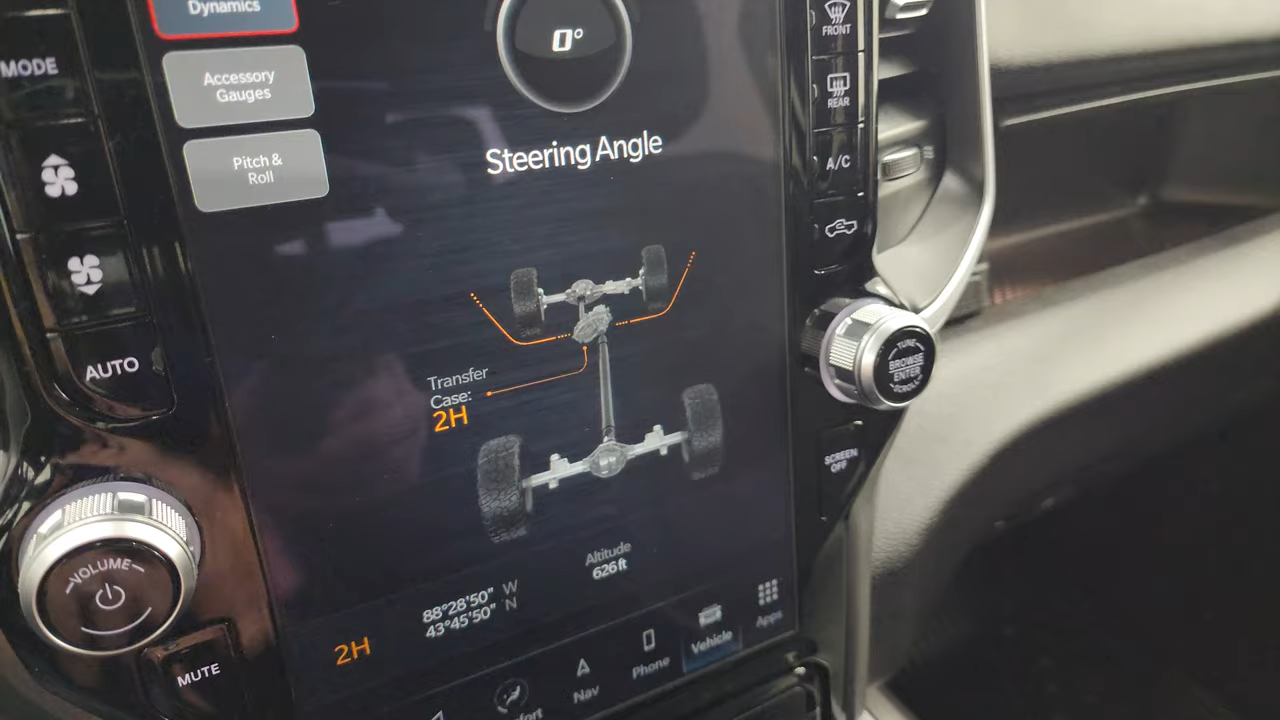 Dynamics
MODE
Accessory
Gauges
Pitch &
Roll
AUTO
VOLUME
MUTE
0°
Steering Angle
Transfer
Case:
2H
Altitude
626ft
88°28'50" W
43°45'50" N
2H
fort
Nav
Phone
Vehicle
Apps
FRONT
REAR
A/C
TUNE
BROWSE
ENTER
SCROLL
SCREEN
OFF